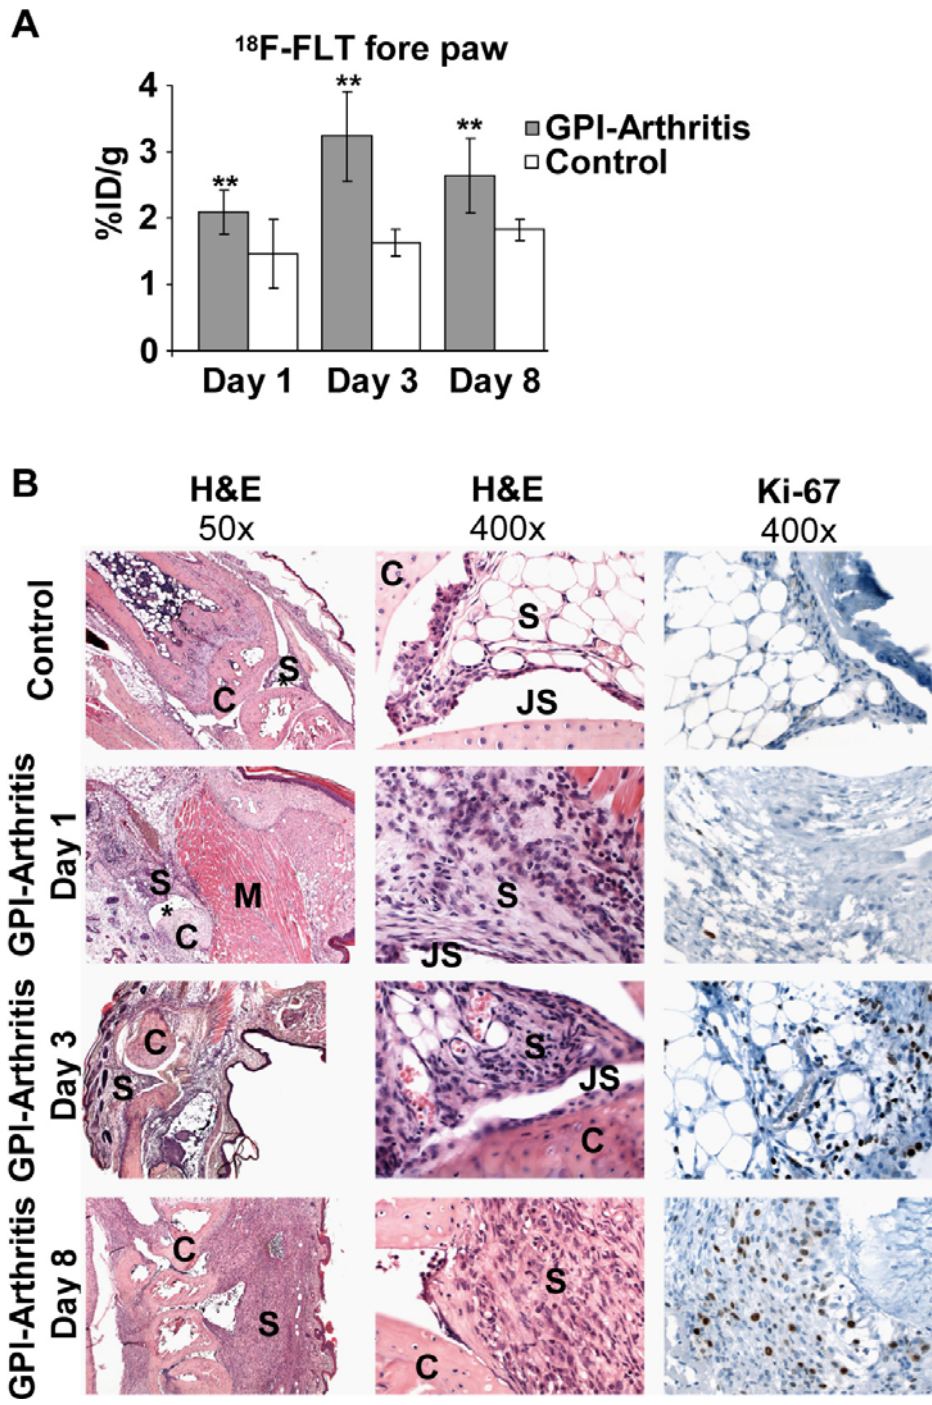 A
¹⁸F-FLT fore paw
%ID/g
4
3
2
1
0
**
**
**
GPI-Arthritis
Control
Day 1
Day 3
Day 8
B
H&E
50x
H&E
400x
Ki-67
400x
Control
C
S
*
C
S
JS
GPI-Arthritis
Day 1
S
*
C
M
S
JS
GPI-Arthritis
Day 3
C
S
S
JS
C
GPI-Arthritis
Day 8
C
S
S
C